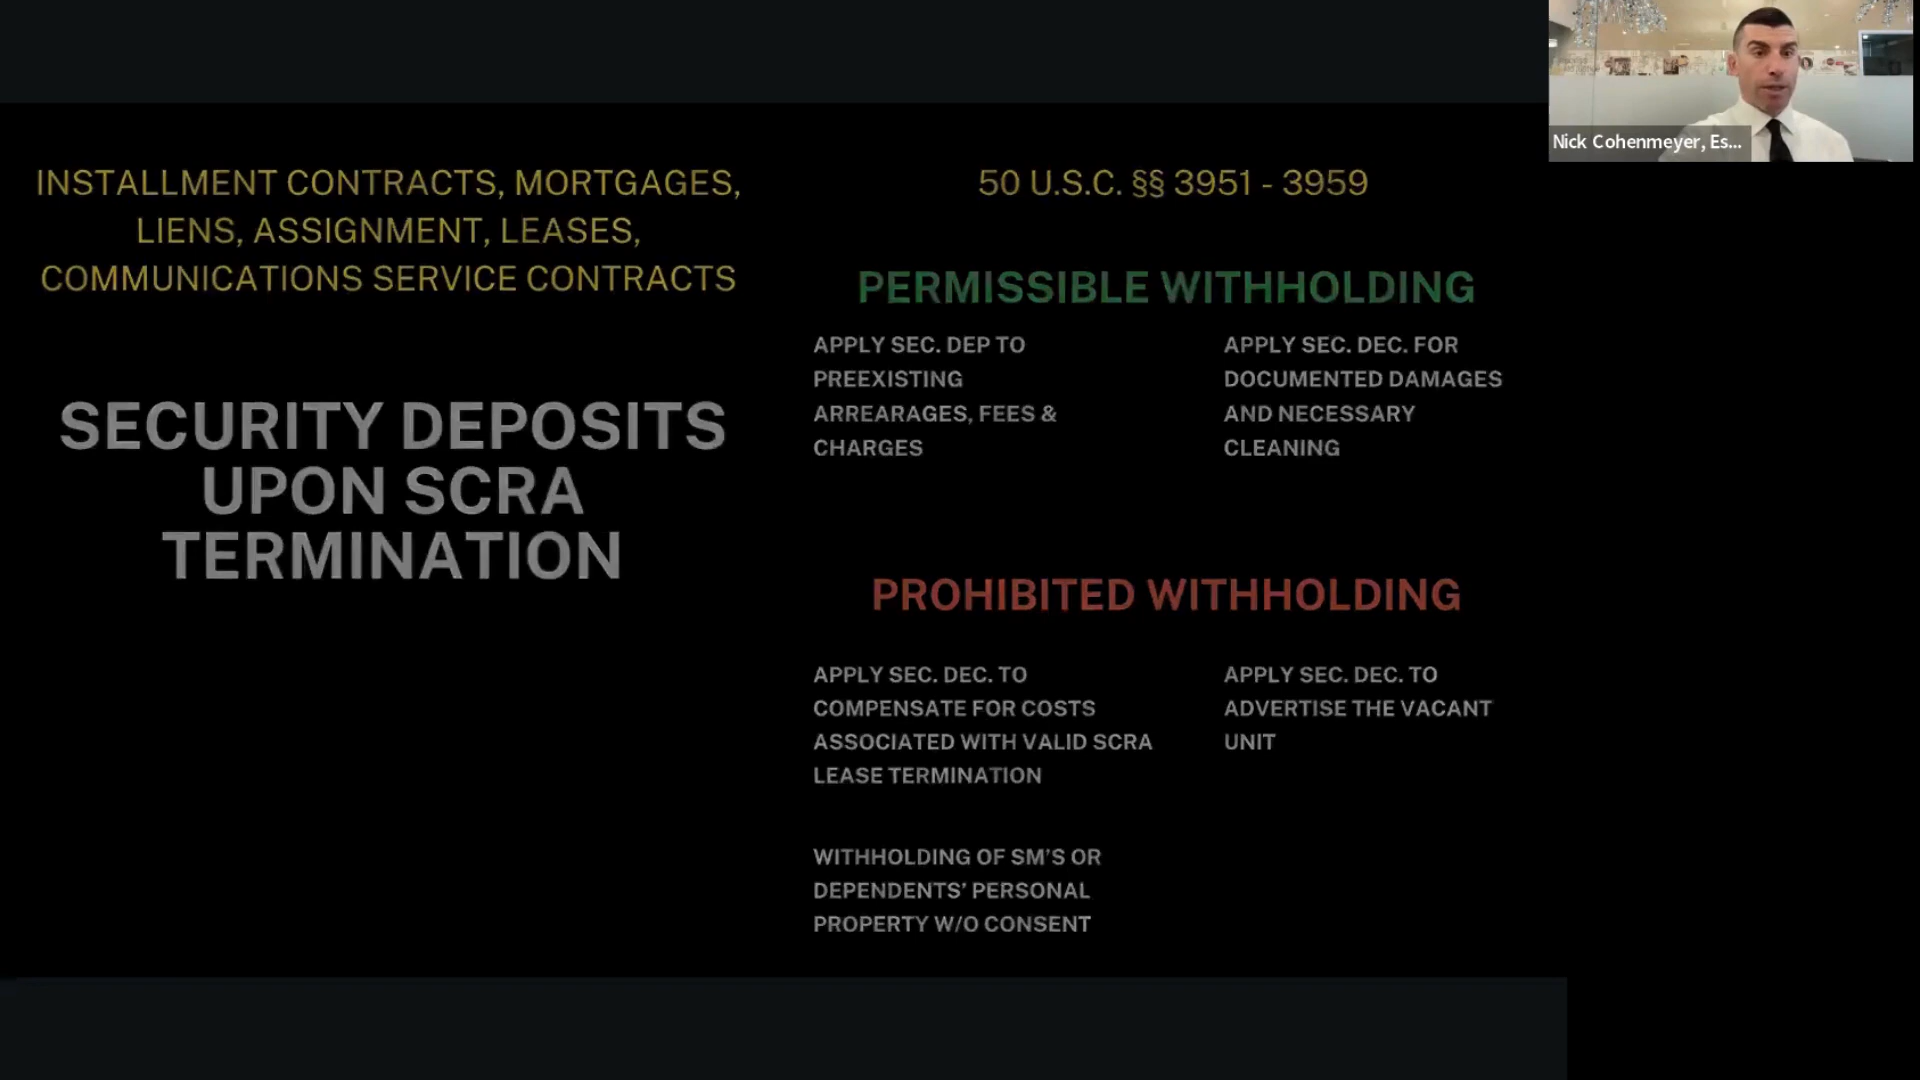 INSTALLMENT CONTRACTS, MORTGAGES,
LIENS, ASSIGNMENT, LEASES,
COMMUNICATIONS SERVICE CONTRACTS
SECURITY DEPOSITS
UPON SCRA
TERMINATION
50 U.S.C. §§ 3951 - 3959
PERMISSIBLE WITHHOLDING
APPLY SEC. DEP TO
PREEXISTING
ARREARAGES, FEES &
CHARGES
APPLY SEC. DEC. FOR
DOCUMENTED DAMAGES
AND NECESSARY
CLEANING
PROHIBITED WITHHOLDING
APPLY SEC. DEC. TO
COMPENSATE FOR COSTS
ASSOCIATED WITH VALID SCRA
LEASE TERMINATION
APPLY SEC. DEC. TO
ADVERTISE THE VACANT
UNIT
WITHHOLDING OF SM'S OR
DEPENDENTS' PERSONAL
PROPERTY W/O CONSENT
Nick Cohenmeyer, Es...